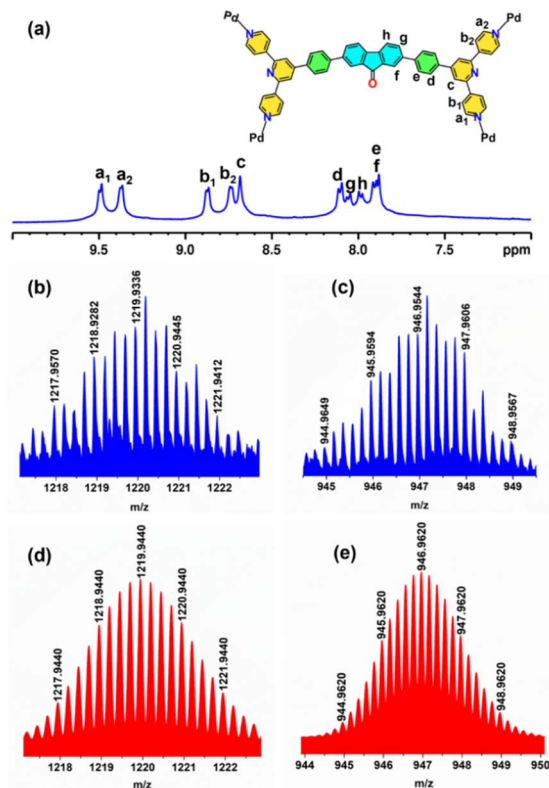 (a)
Pd
Pd
N
N
N
N
N
N
O
Pd
Pd
a2
b2
h
g
f
e
d
c
b1
a1
a1
a2
b1
b2
c
d
g
h
e
f
9.5
9.0
8.5
8.0
7.5
ppm
(b)
1217.9570
1218.9282
1219.9336
1220.9445
1221.9412
1218
1219
1220
1221
1222
m/z
(c)
944.9649
945.9594
946.9544
947.9606
948.9567
945
946
947
948
949
m/z
(d)
1217.9440
1218.9440
1219.9440
1220.9440
1221.9440
1218
1219
1220
1221
1222
m/z
(e)
944.9620
945.9620
946.9620
947.9620
948.9620
944
945
946
947
948
949
950
m/z